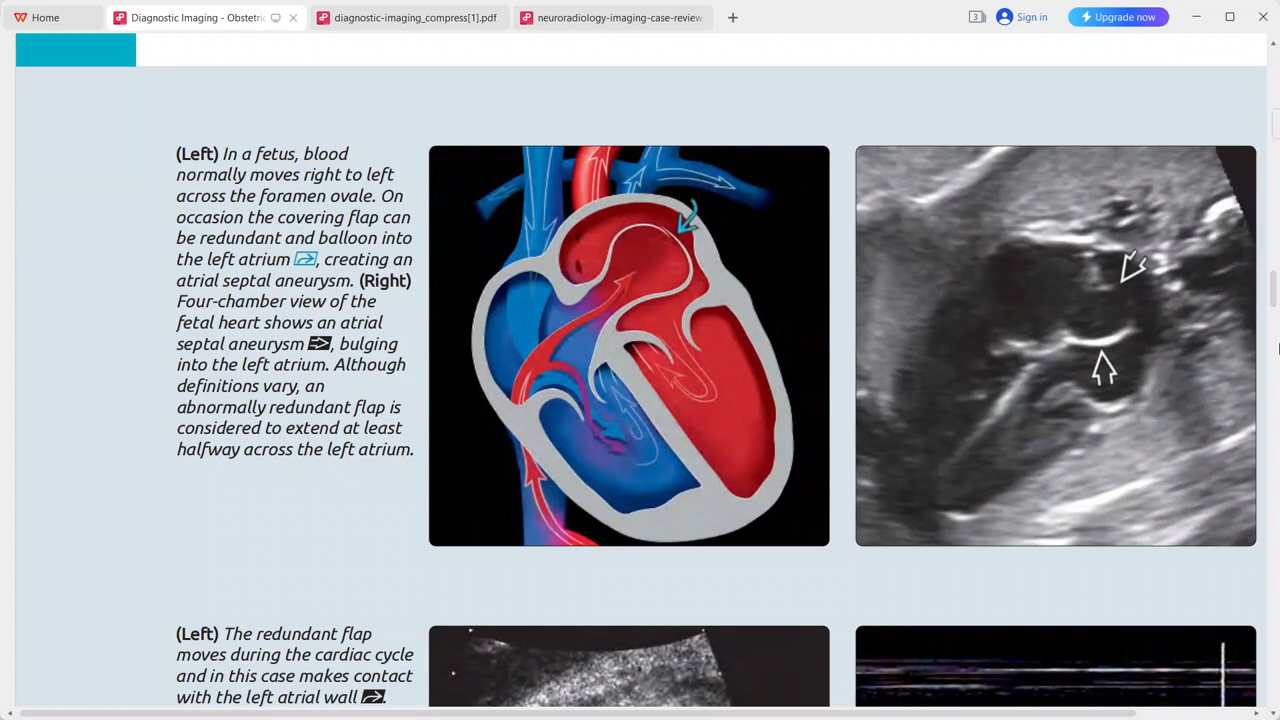 Home
Diagnostic Imaging - Obstetric
diagnostic-imaging_compress[1].pdf
neuroradiology-imaging-case-review,
3
Sign in
Upgrade now
(Left) In a fetus, blood
normally moves right to left
across the foramen ovale. On
occasion the covering flap can
be redundant and balloon into
the left atrium , creating an
atrial septal aneurysm. (Right)
Four-chamber view of the
fetal heart shows an atrial
septal aneurysm , bulging
into the left atrium. Although
definitions vary, an
abnormally redundant flap is
considered to extend at least
halfway across the left atrium.
(Left) The redundant flap
moves during the cardiac cycle
and in this case makes contact
with the left atrial wall .